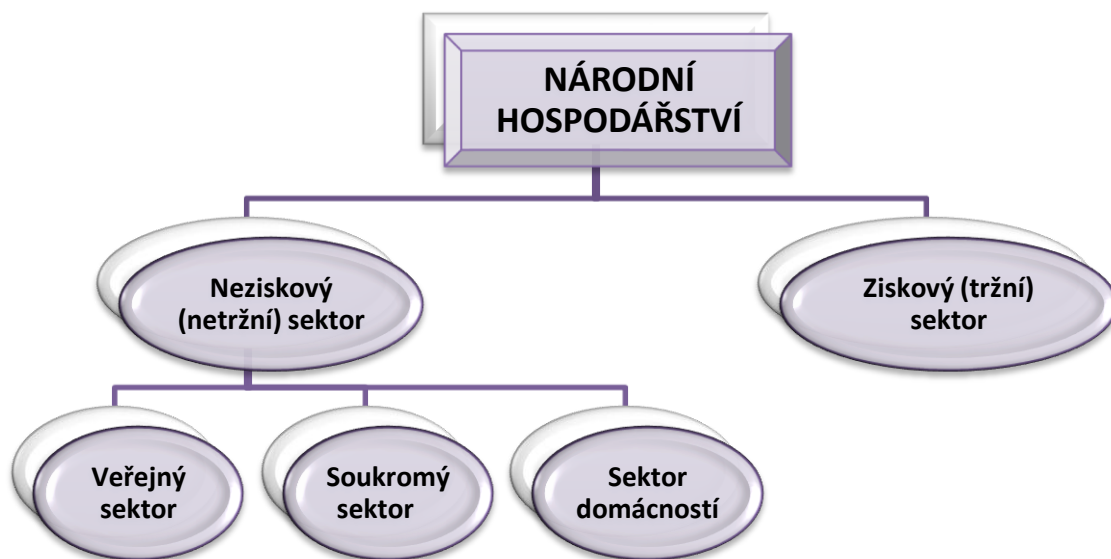 NÁRODNÍ
HOSPODÁŘSTVÍ
Neziskový
(netržní) sektor
Ziskový (tržní)
sektor
Veřejný
sektor
Soukromý
sektor
Sektor
domácností